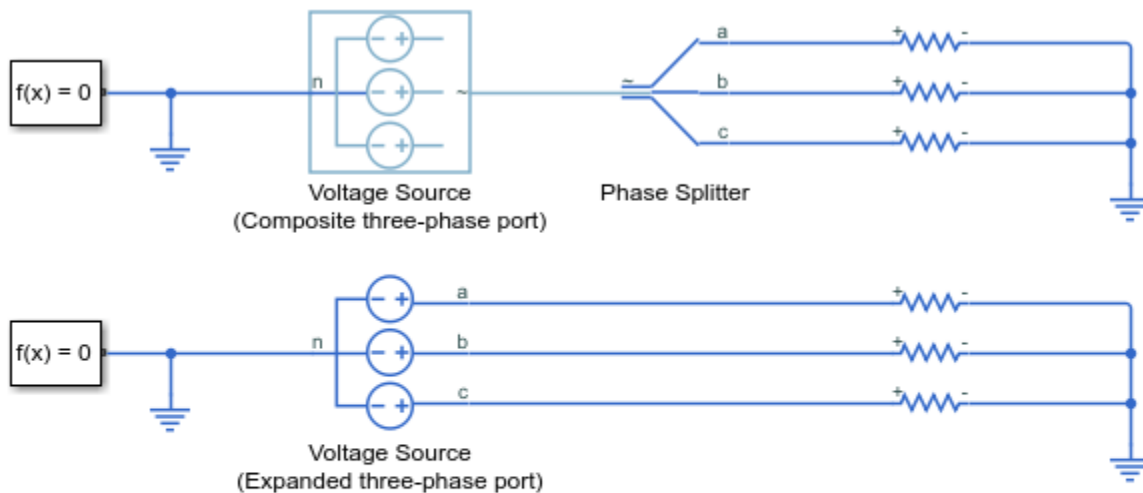 a + -
f(x) = 0 n - + - + ~ ~ b + -
- + c + -
Voltage Source Phase Splitter
(Composite three-phase port)
- + a + -
f(x) = 0 n - + b + -
- + c + -
Voltage Source
(Expanded three-phase port)